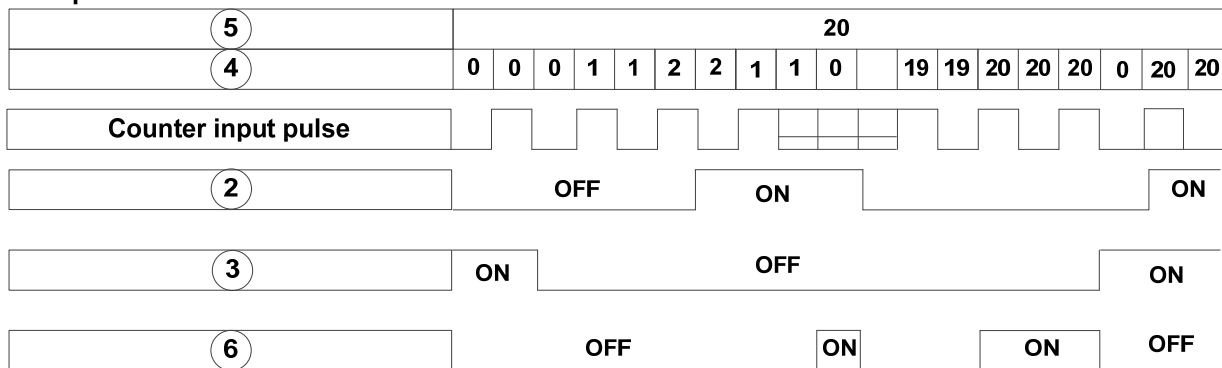 ⑤ 20
④ 0 0 0 1 1 2 2 1 1 0 19 19 20 20 20 0 20 20
Counter input pulse
② OFF ON ON
③ ON OFF ON
⑥ OFF ON ON OFF